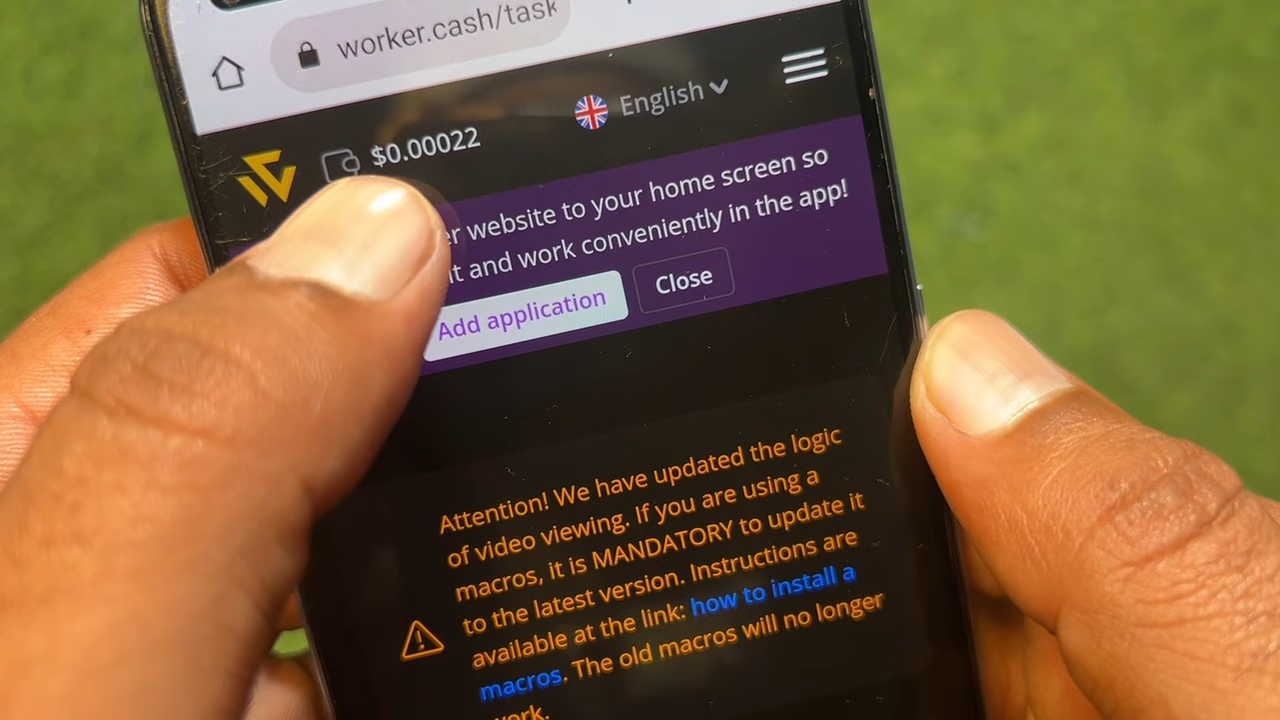 worker.cash/task
English
$0.00022
website to your home screen so
it and work conveniently in the app!
Add application
Close
Attention! We have updated the logic
of video viewing. If you are using a
macros, it is MANDATORY to update it
to the latest version. Instructions are
available at the link: how to install a
macros. The old macros will no longer
work.